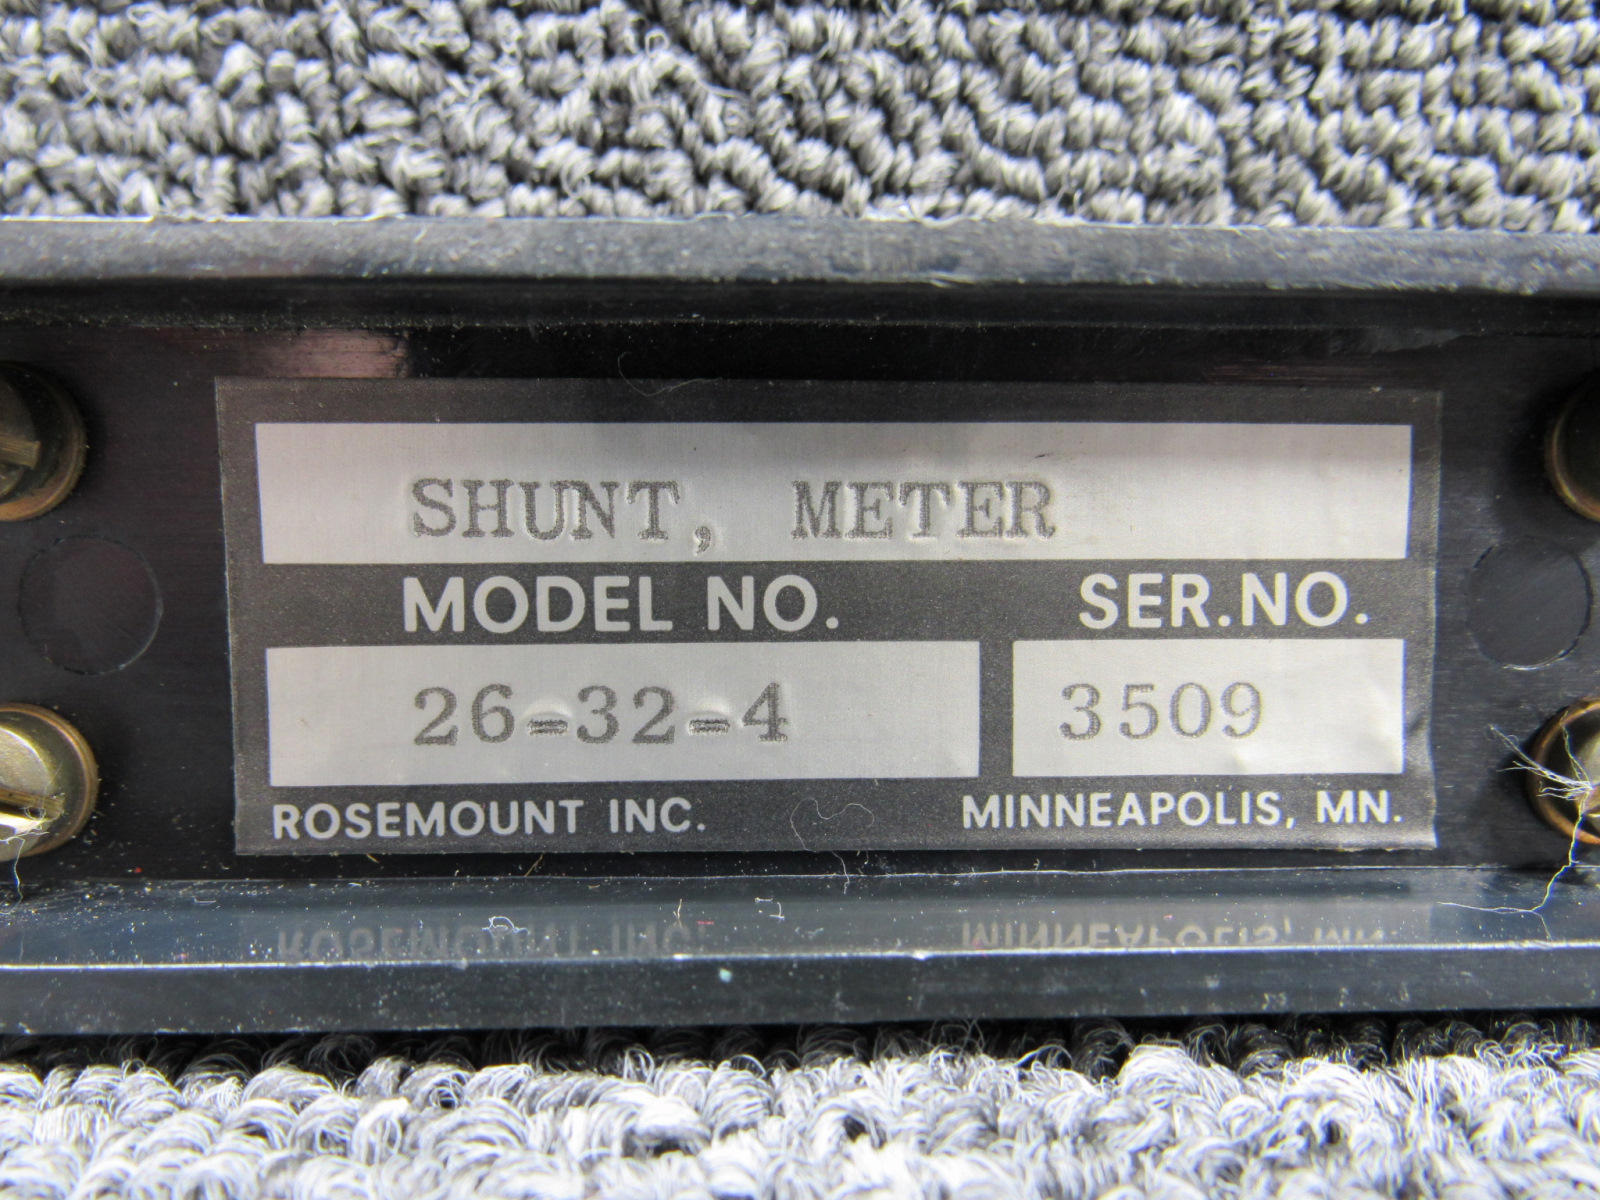 SHUNT, METER
MODEL NO. SER.NO.
26-32-4 3509
ROSEMOUNT INC. MINNEAPOLIS, MN.